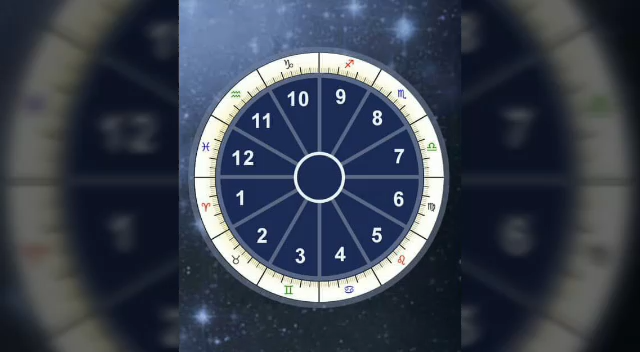 ♑ ♐
♒ 10 9 ♏
11 8
♓ 12 7 ♎
♈ 1 6 ♍
2 5
♉ 3 4 ♌
♊ ♋